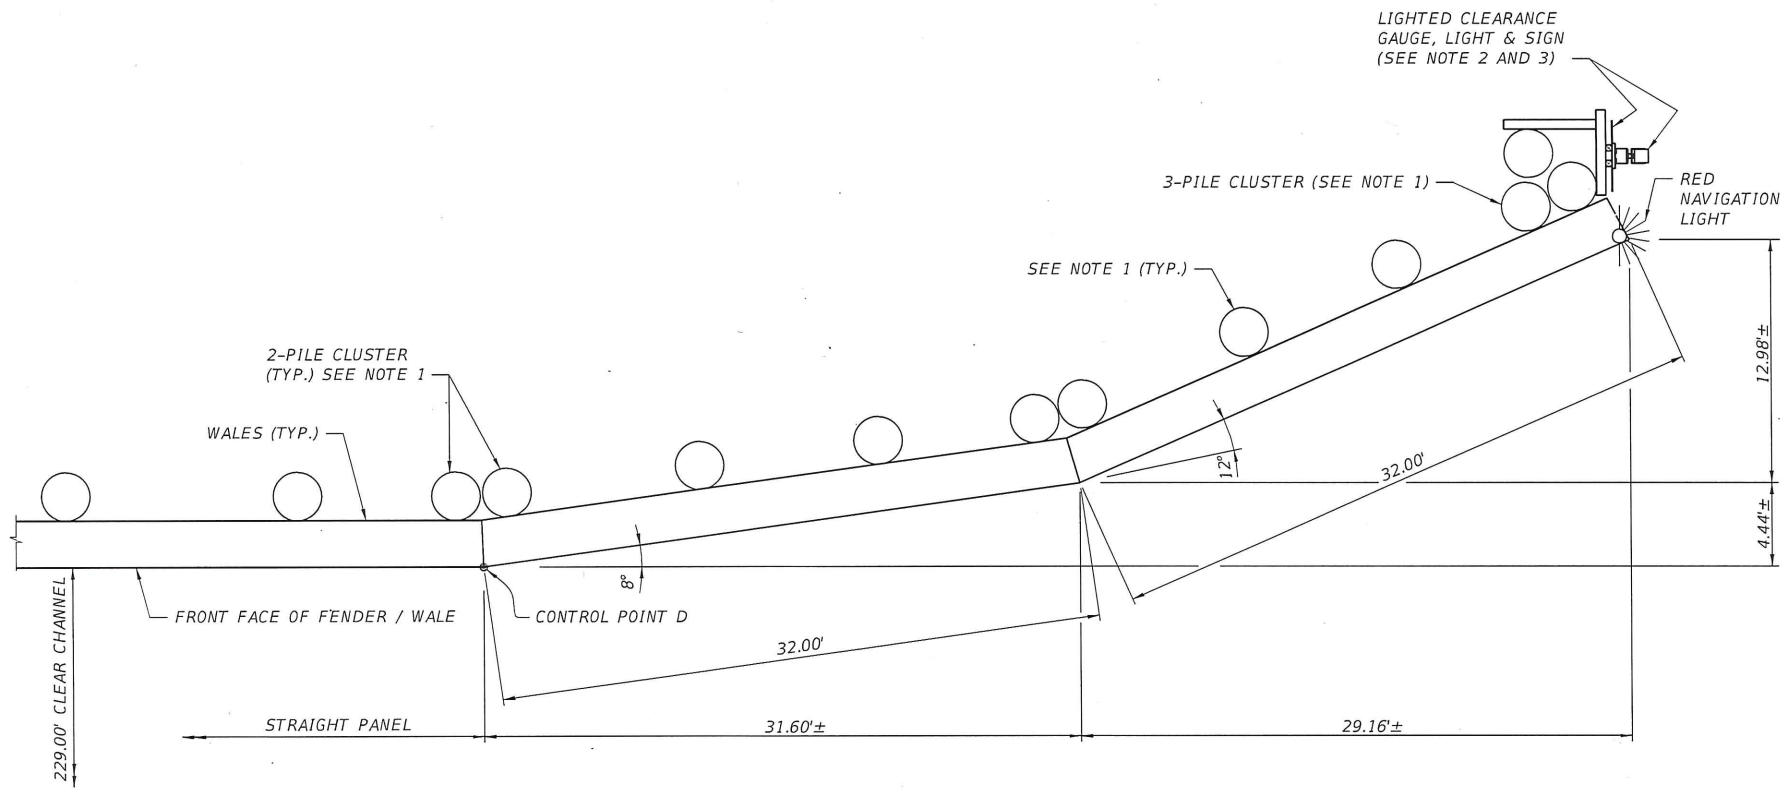 LIGHTED CLEARANCE
GAUGE, LIGHT & SIGN
(SEE NOTE 2 AND 3)
3-PILE CLUSTER (SEE NOTE 1)
RED
NAVIGATION
LIGHT
SEE NOTE 1 (TYP.)
12.98'±
2-PILE CLUSTER
(TYP.) SEE NOTE 1
WALES (TYP.)
12°
32.00'
4.44'±
8°
FRONT FACE OF FENDER / WALE
CONTROL POINT D
229.00' CLEAR CHANNEL
32.00'
STRAIGHT PANEL
31.60'±
29.16'±